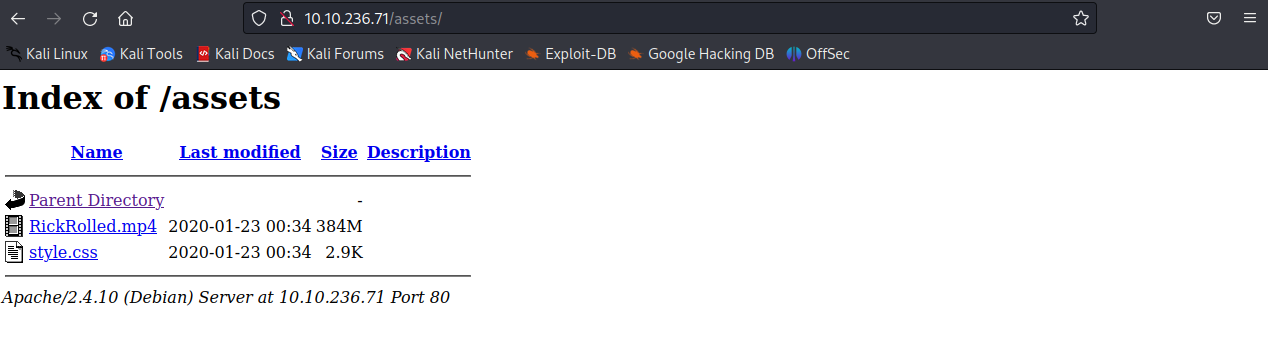 10.10.236.71/assets/
Kali Linux Kali Tools Kali Docs Kali Forums Kali NetHunter Exploit-DB Google Hacking DB OffSec
Index of /assets
Name Last modified Size Description
Parent Directory -
RickRolled.mp4 2020-01-23 00:34 384M
style.css 2020-01-23 00:34 2.9K
Apache/2.4.10 (Debian) Server at 10.10.236.71 Port 80